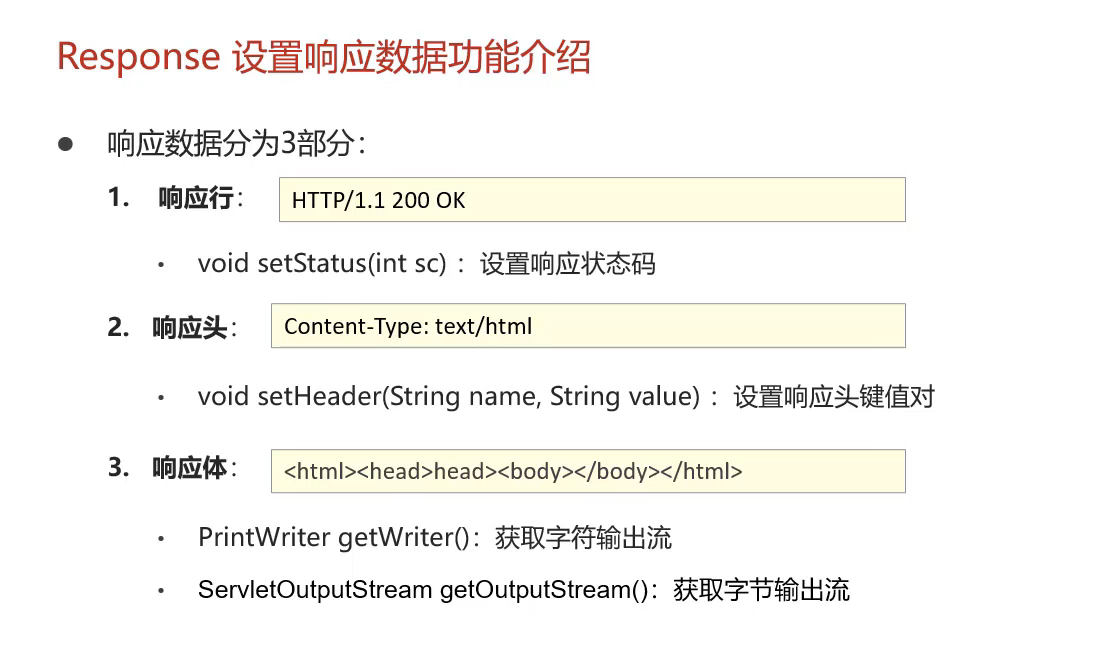 Response 设置响应数据功能介绍
● 响应数据分为3部分：
1. 响应行： HTTP/1.1 200 OK
• void setStatus(int sc) ：设置响应状态码
2. 响应头： Content-Type: text/html
• void setHeader(String name, String value) ：设置响应头键值对
3. 响应体： <html><head>head><body></body></html>
• PrintWriter getWriter()：获取字符输出流
• ServletOutputStream getOutputStream()：获取字节输出流